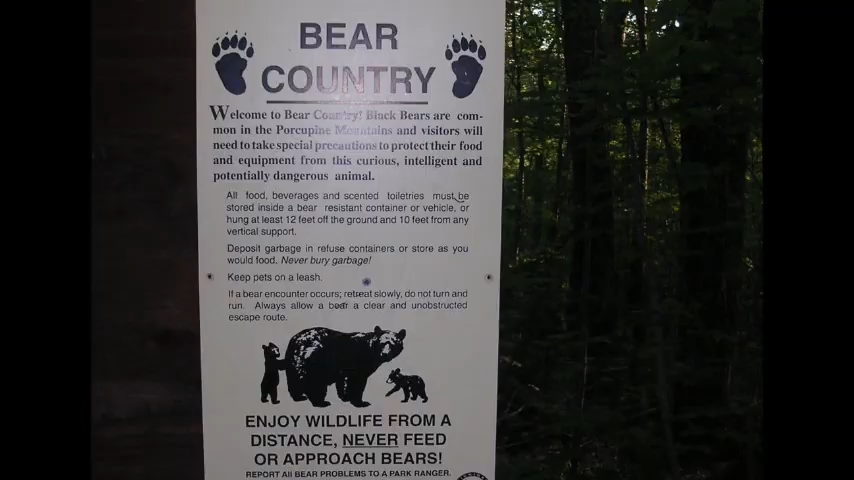 BEAR
COUNTRY
Welcome to Bear Country! Black Bears are com-
mon in the Porcupine Mountains and visitors will
need to take special precautions to protect their food
and equipment from this curious, intelligent and
potentially dangerous animal.
All food, beverages and scented toiletries must be
stored inside a bear resistant container or vehicle, or
hung at least 12 feet off the ground and 10 feet from any
vertical support.
Deposit garbage in refuse containers or store as you
would food. Never bury garbage!
Keep pets on a leash.
If a bear encounter occurs; retreat slowly, do not turn and
run. Always allow a bear a clear and unobstructed
escape route.
ENJOY WILDLIFE FROM A
DISTANCE, NEVER FEED
OR APPROACH BEARS!
REPORT All BEAR PROBLEMS TO A PARK RANGER.